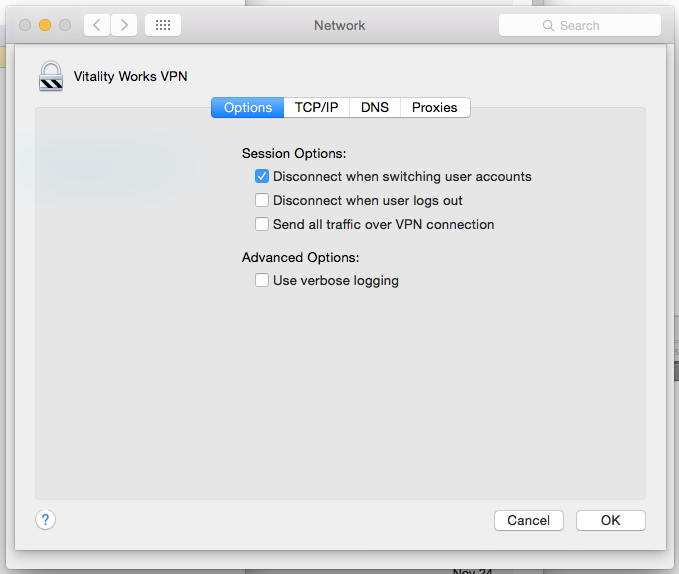 Network
Search
Vitality Works VPN
Options TCP/IP DNS Proxies
Session Options:
Disconnect when switching user accounts
Disconnect when user logs out
Send all traffic over VPN connection
Advanced Options:
Use verbose logging
?
Cancel OK
Nov 24